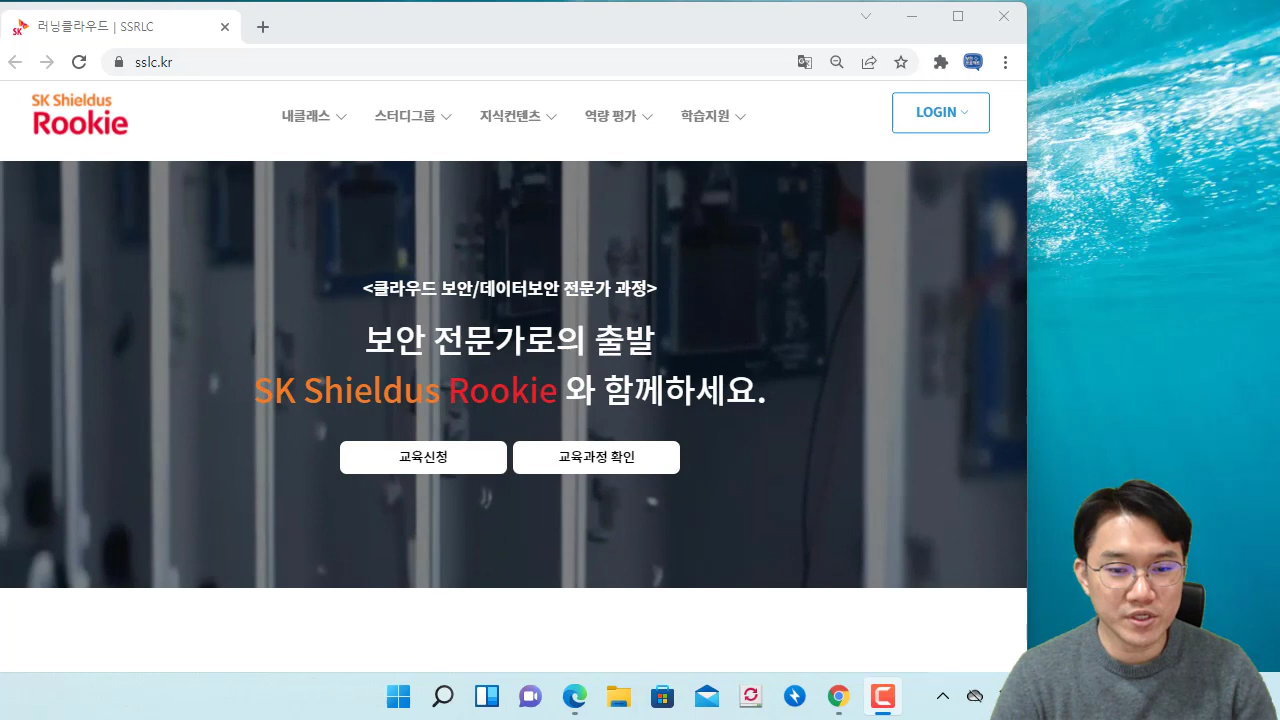 러닝클라우드 | SSRLC
sslc.kr
SK Shieldus
Rookie
내클래스
스터디그룹
지식컨텐츠
역량 평가
학습지원
LOGIN
<클라우드 보안/데이터보안 전문가 과정>
보안 전문가로의 출발
SK Shieldus Rookie 와 함께하세요.
교육신청
교육과정 확인